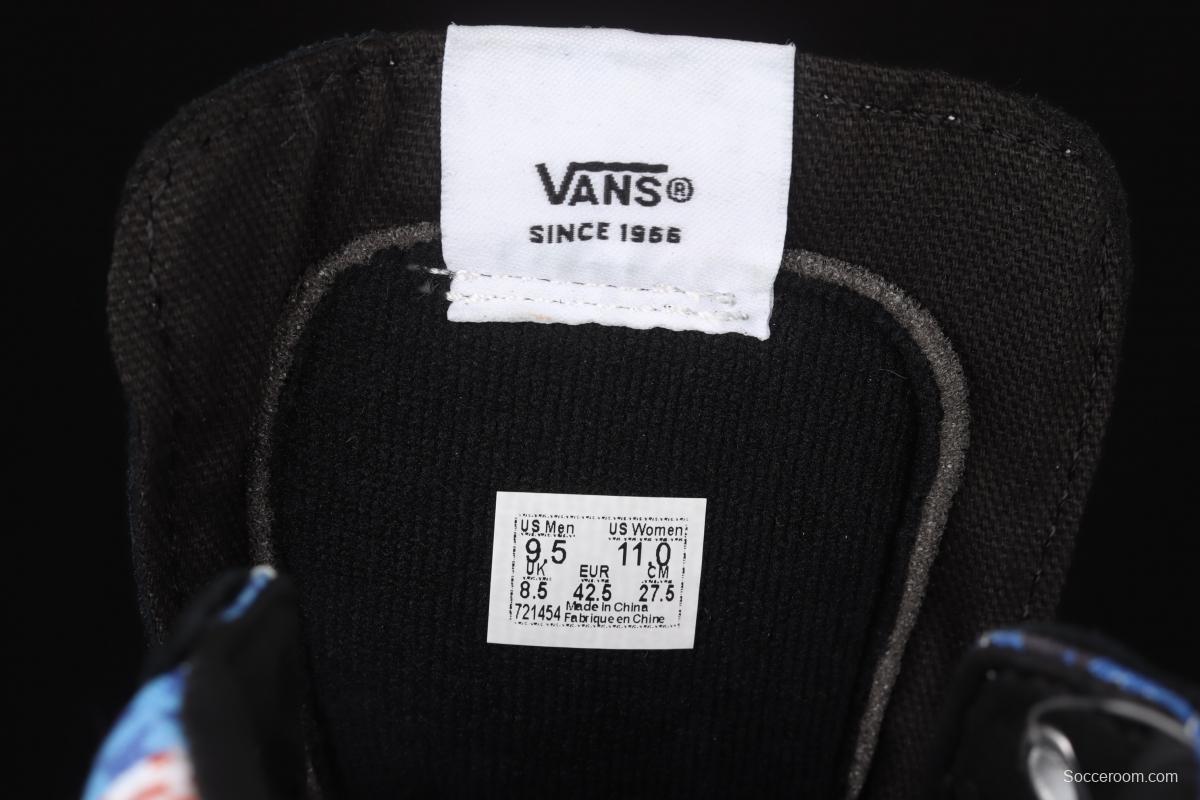 VANS®
SINCE 1966
US Men US Women
9.5 11.0
UK EUR CM
8.5 42.5 27.5
721454 Made in China
Fabrique en Chine
Socceroom.com